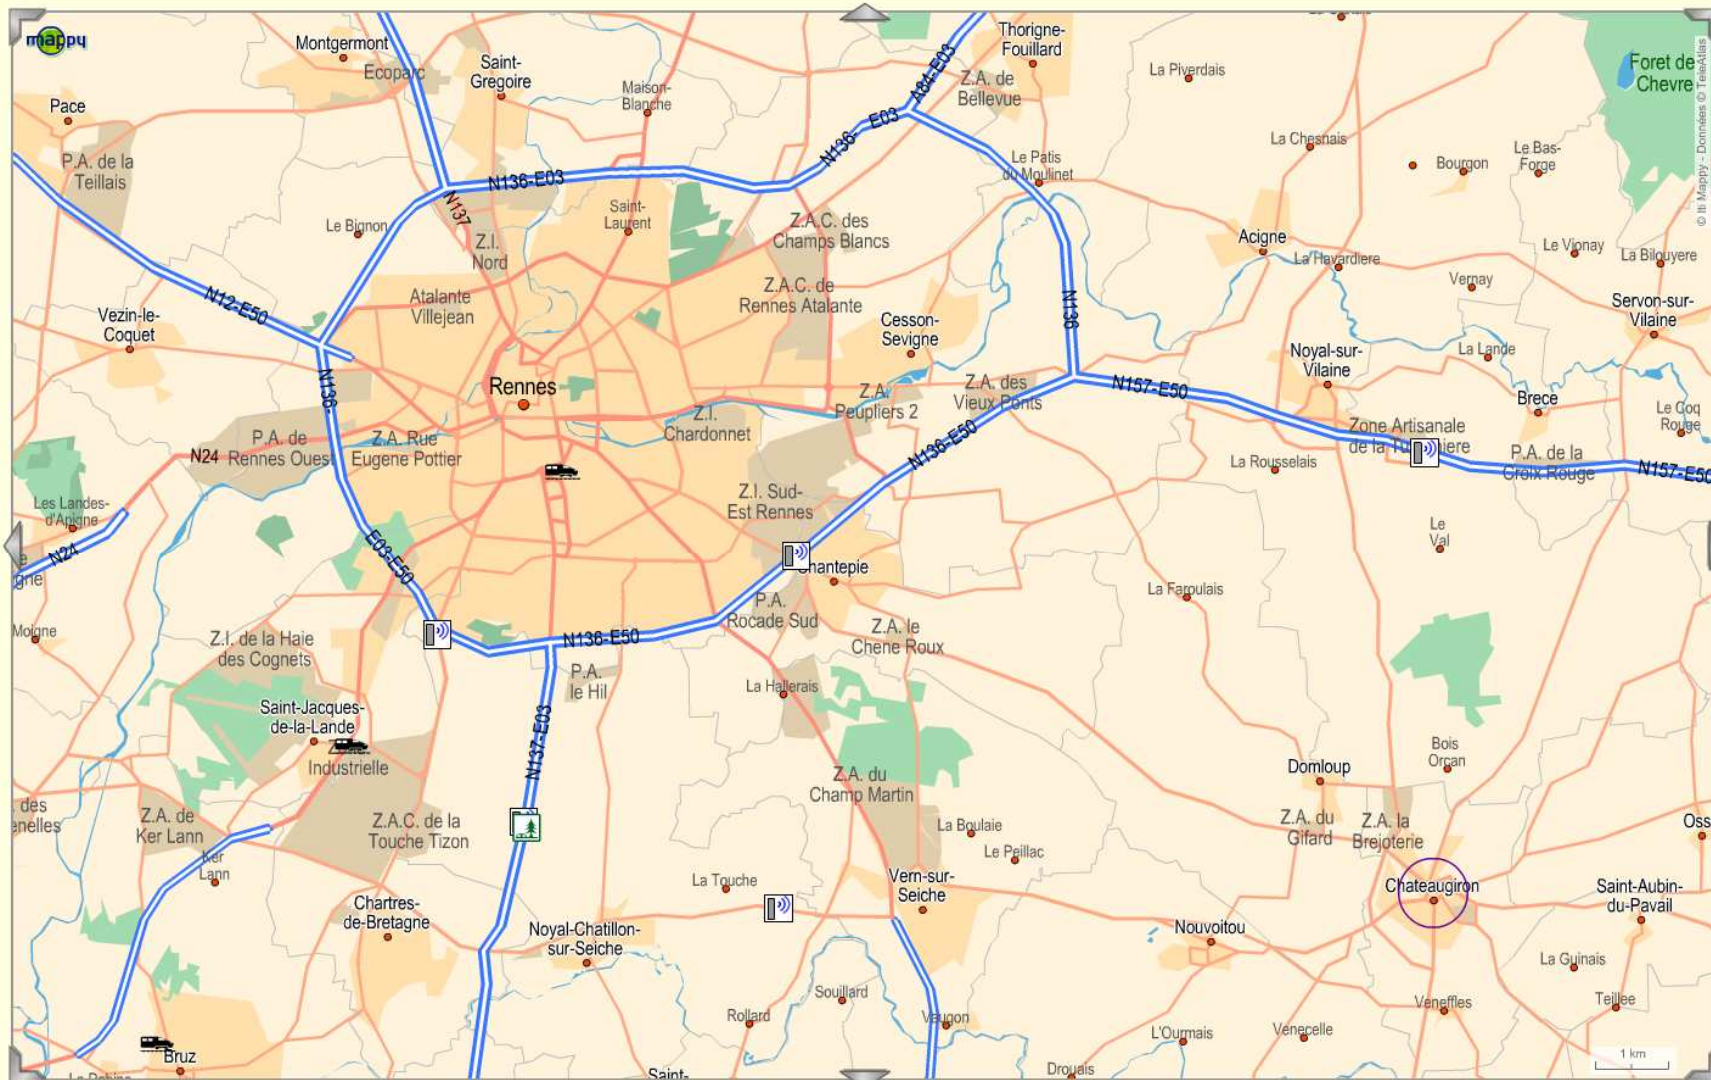 mappy
Montgermont
Ecoparc
Saint-
Gregoire
Maison-
Blanche
A84-E03
Thorigne-
Fouillard
Z.A. de
Bellevue
La Piverdais
Foret de
Chevre
© Iti Mappy - Données © TeleAtlas
Pace
P.A. de la
Teillais
N136- E03
La Chesnais
Bourgon
Le Bas-
Forge
Le Patis
du Moulinet
N136-E03
N137
Le Bignon
Saint-
Laurent
Z.I.
Nord
Z.A.C. des
Champs Blancs
Acigne
La Havardiere
Le Vionay
La Bilouyere
Vernay
N12-E50
Atalante
Villejean
Z.A.C. de
Rennes Atalante
N136
Vezin-le-
Coquet
Cesson-
Sevigne
Servon-sur-
Vilaine
Noyal-sur-
Vilaine
La Lande
N136-
Rennes
Z.A.
Peupliers 2
Z.A. des
Vieux Ponts
N157-E50
Brece
Le Coq
Rouge
Z.I.
Chardonnet
Zone Artisanale
P.A. de
Rennes Ouest
Z.A. Rue
Eugene Pottier
N24
N136-E50
La Rousselais
P.A. de la
Croix Rouge
N157-E50
Les Landes-
d'Apigne
Z.I. Sud-
Est Rennes
Le
Val
N24
E03-E50
Chantepie
La Faroulais
P.A.
Rocade Sud
Moigne
Z.I. de la Haie
des Cognets
N136-E50
Z.A. le
Chene Roux
P.A.
le Hil
La Hallerais
Saint-Jacques-
de-la-Lande
Industrielle
N137-E03
Bois
Orcan
Domloup
Z.A. du
Champ Martin
des
Z.A. de
Ker Lann
Z.A.C. de la
Touche Tizon
La Boulaie
Le Peillac
Z.A. du
Gifard
Z.A. la
Brejoterie
Oss
Ker
Lann
La Touche
Vern-sur-
Seiche
Chateaugiron
Saint-Aubin-
du-Pavail
Chartres-
de-Bretagne
Noyal-Chatillon-
sur-Seiche
Nouvoitou
La Guinais
Souillard
Rollard
Vaugon
L'Ourmais
Venecelle
Veneffles
Teillee
Bruz
Saint-
Drouais
1 km